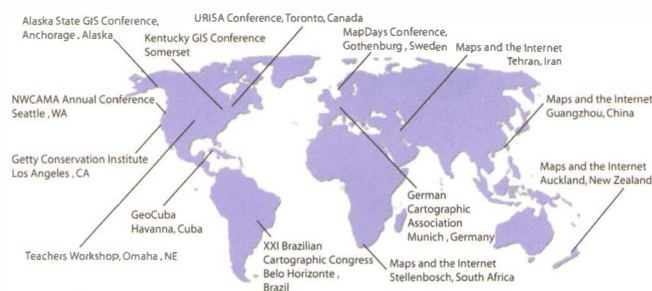 Alaska State GIS Conference,
Anchorage , Alaska
Kentucky GIS Conference
Somerset
URISA Conference, Toronto, Canada
MapDays Conference,
Gothenburg , Sweden
Maps and the Internet
Tehran, Iran
NWCAMA Annual Conference
Seattle , WA
Maps and the Internet
Guangzhou, China
Getty Conservation Institute
Los Angeles , CA
Maps and the Internet
Auckland, New Zealand
GeoCuba
Havanna, Cuba
German
Cartographic
Association
Munich , Germany
Teachers Workshop, Omaha , NE
XXI Brazilian
Cartographic Congress
Belo Horizonte ,
Brazil
Maps and the Internet
Stellenbosch, South Africa